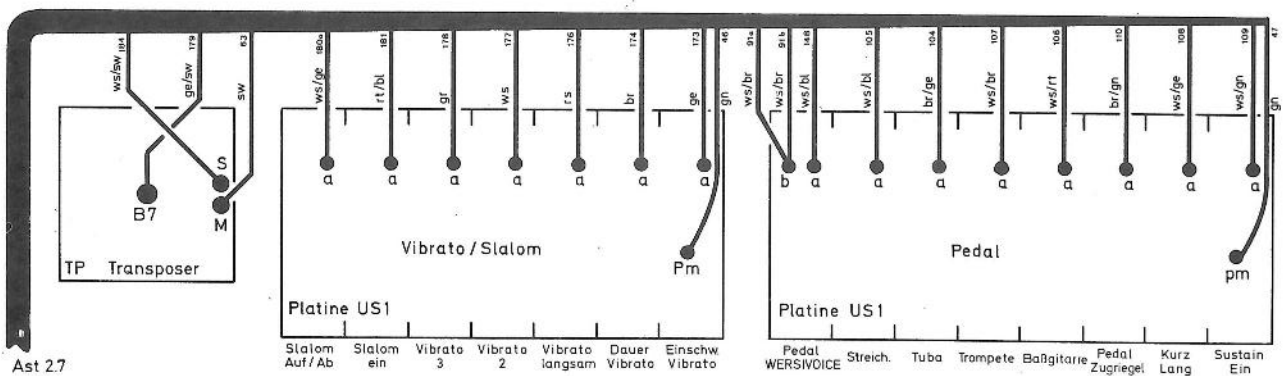 184
ws/sw
179
ge/sw
63
sw
180a
ws/ge
181
rt/bl
178
gr
177
ws
176
rs
174
br
173
ge
46
gn
91a
ws/br
91b
ws/br
148
ws/bl
105
ws/bl
104
br/ge
107
ws/br
106
ws/rt
110
br/gn
108
ws/ge
109
ws/gn
47
gn
S
B7
M
TP Transposer
a a a a a a a
Vibrato / Slalom
Pm
Platine US1
b a a a a a a a a
Pedal
pm
Platine US1
Slalom Auf / Ab
Slalom ein
Vibrato 3
Vibrato 2
Vibrato langsam
Dauer Vibrato
Einschw. Vibrato
Pedal WERSIVOICE
Streich.
Tuba
Trompete
Baßgitarre
Pedal Zugriegel
Kurz Lang
Sustain Ein
Ast 2.7